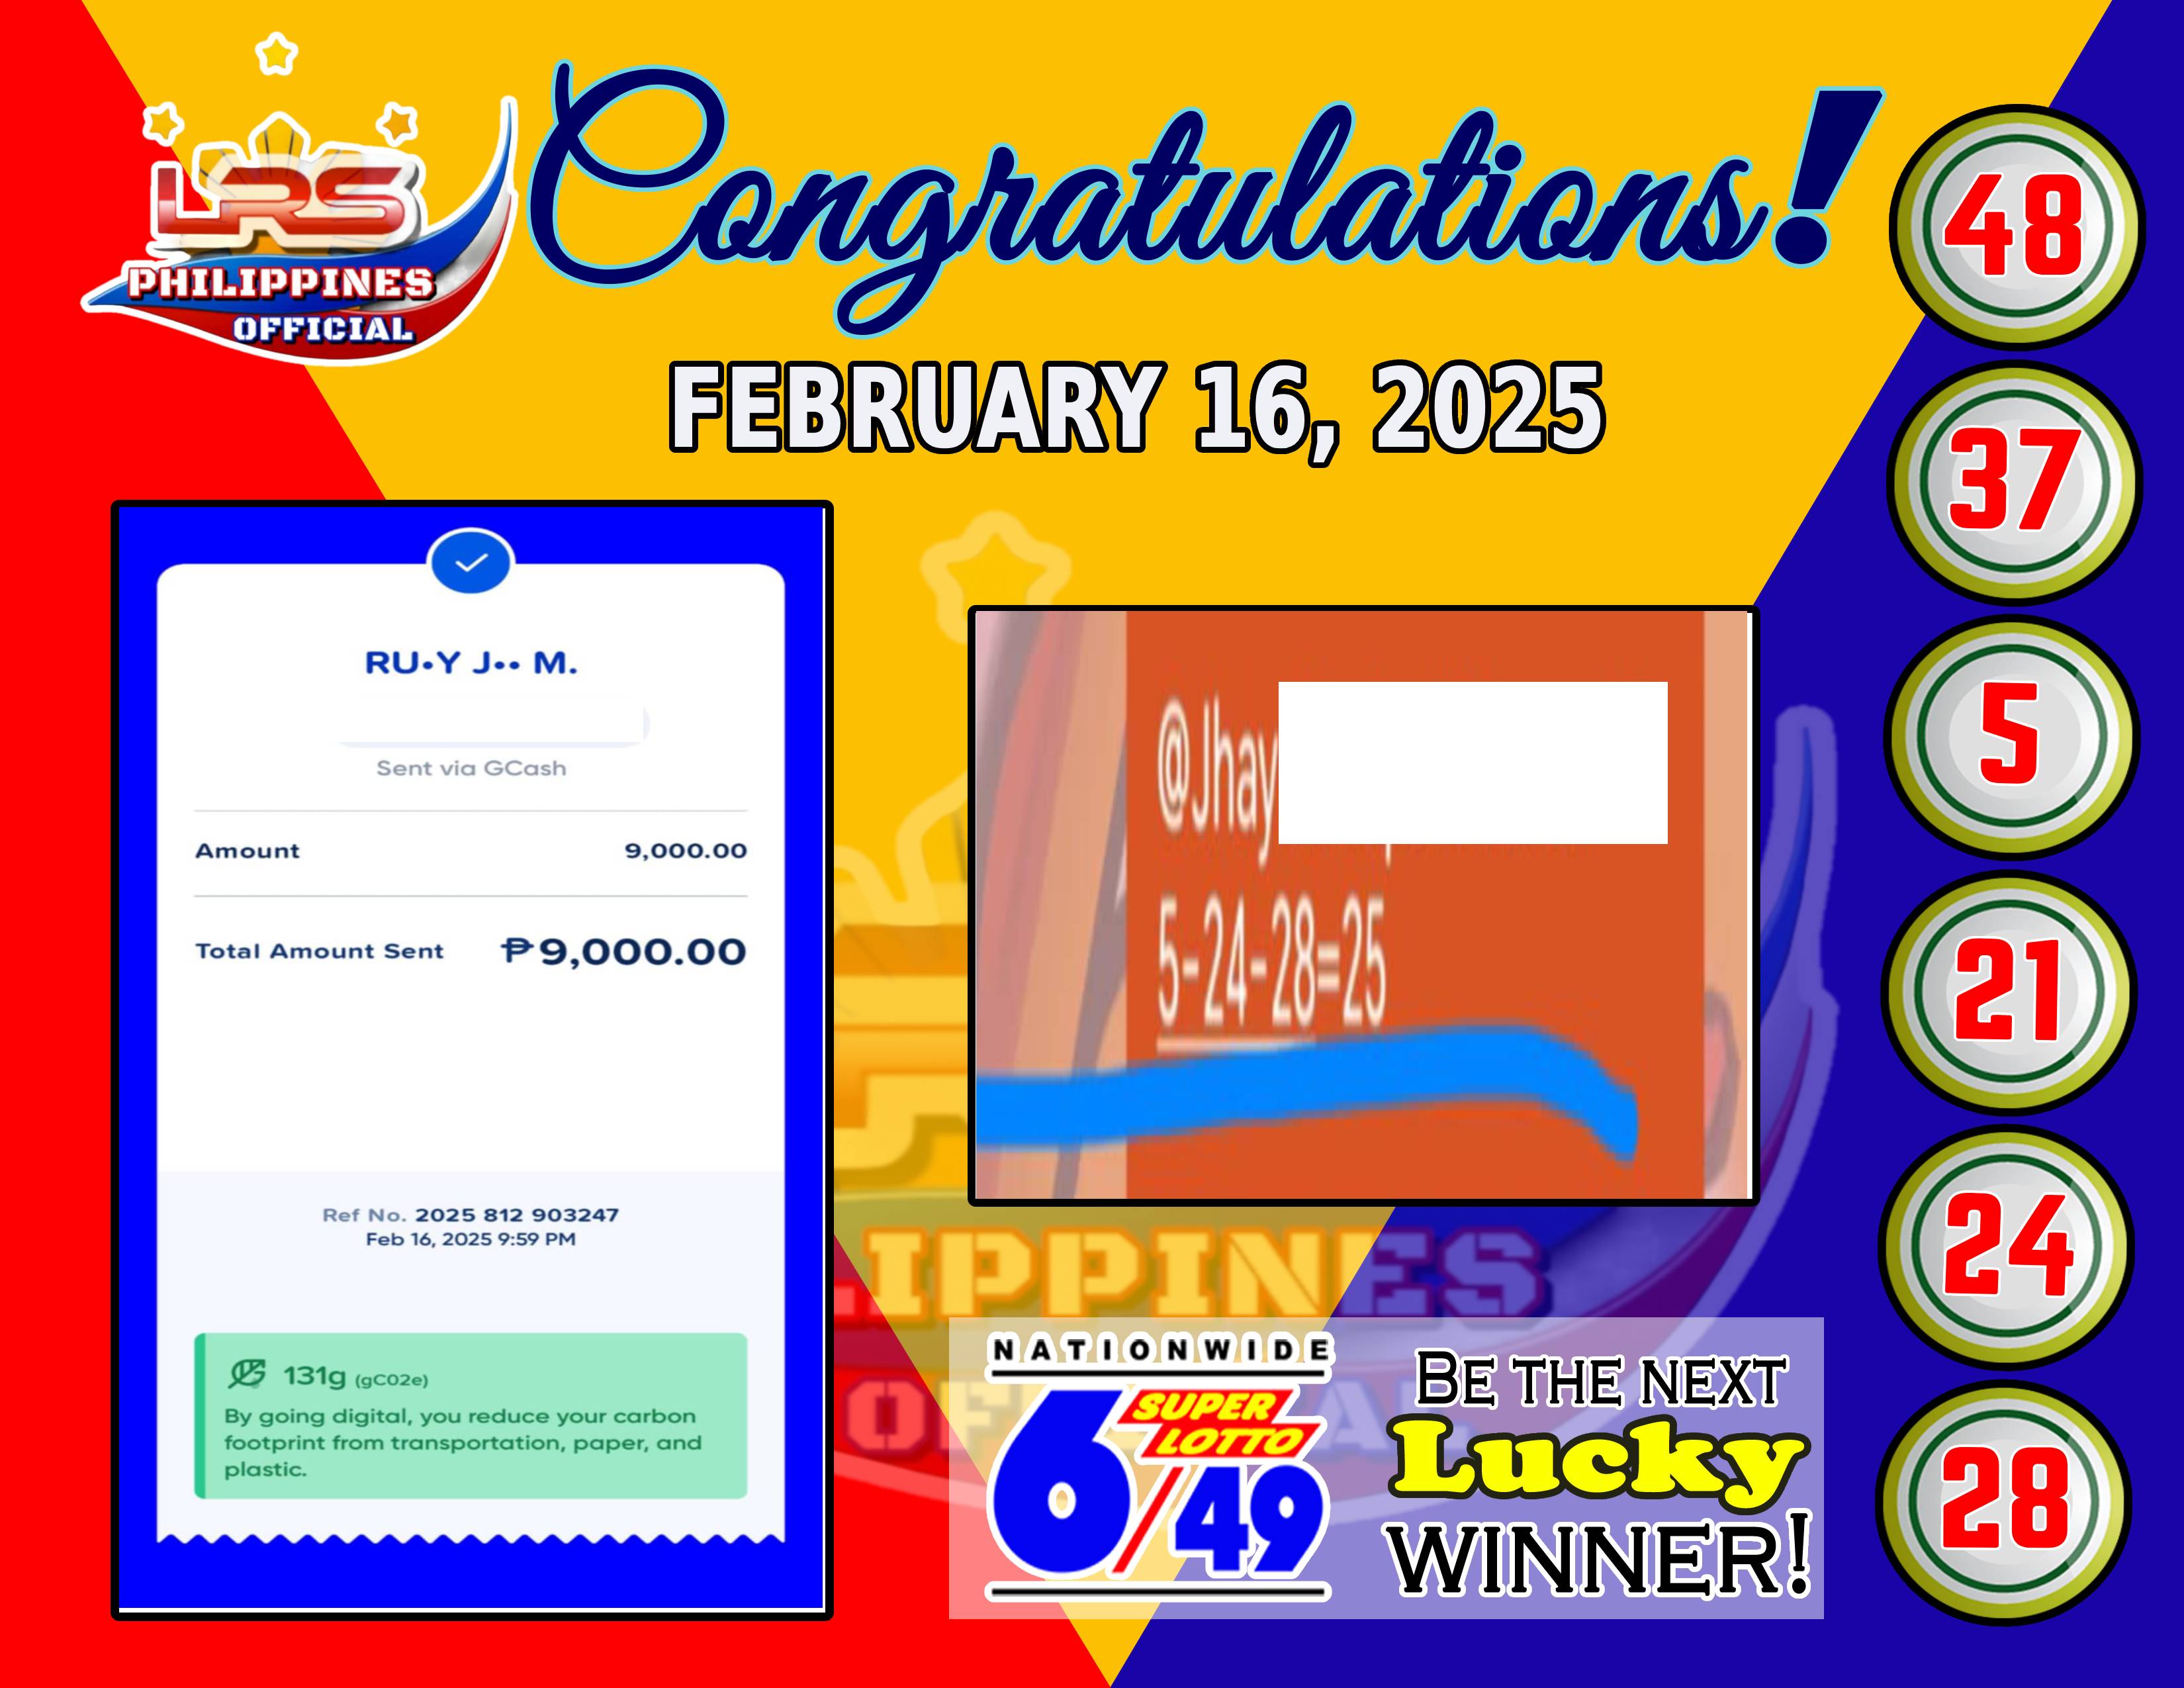 LRS
PHILIPPINES
OFFICIAL
Congratulations!
FEBRUARY 16, 2025
RU•Y J•• M.
Sent via GCash
Amount 9,000.00
Total Amount Sent ₱9,000.00
Ref No. 2025 812 903247
Feb 16, 2025 9:59 PM
131g (gC02e)
By going digital, you reduce your carbon
footprint from transportation, paper, and
plastic.
@Jhay
5-24-28=25
LIPPINES
OF IAL
NATIONWIDE
SUPER
LOTTO
6/49
BE THE NEXT
Lucky
WINNER!
48
37
5
21
24
28